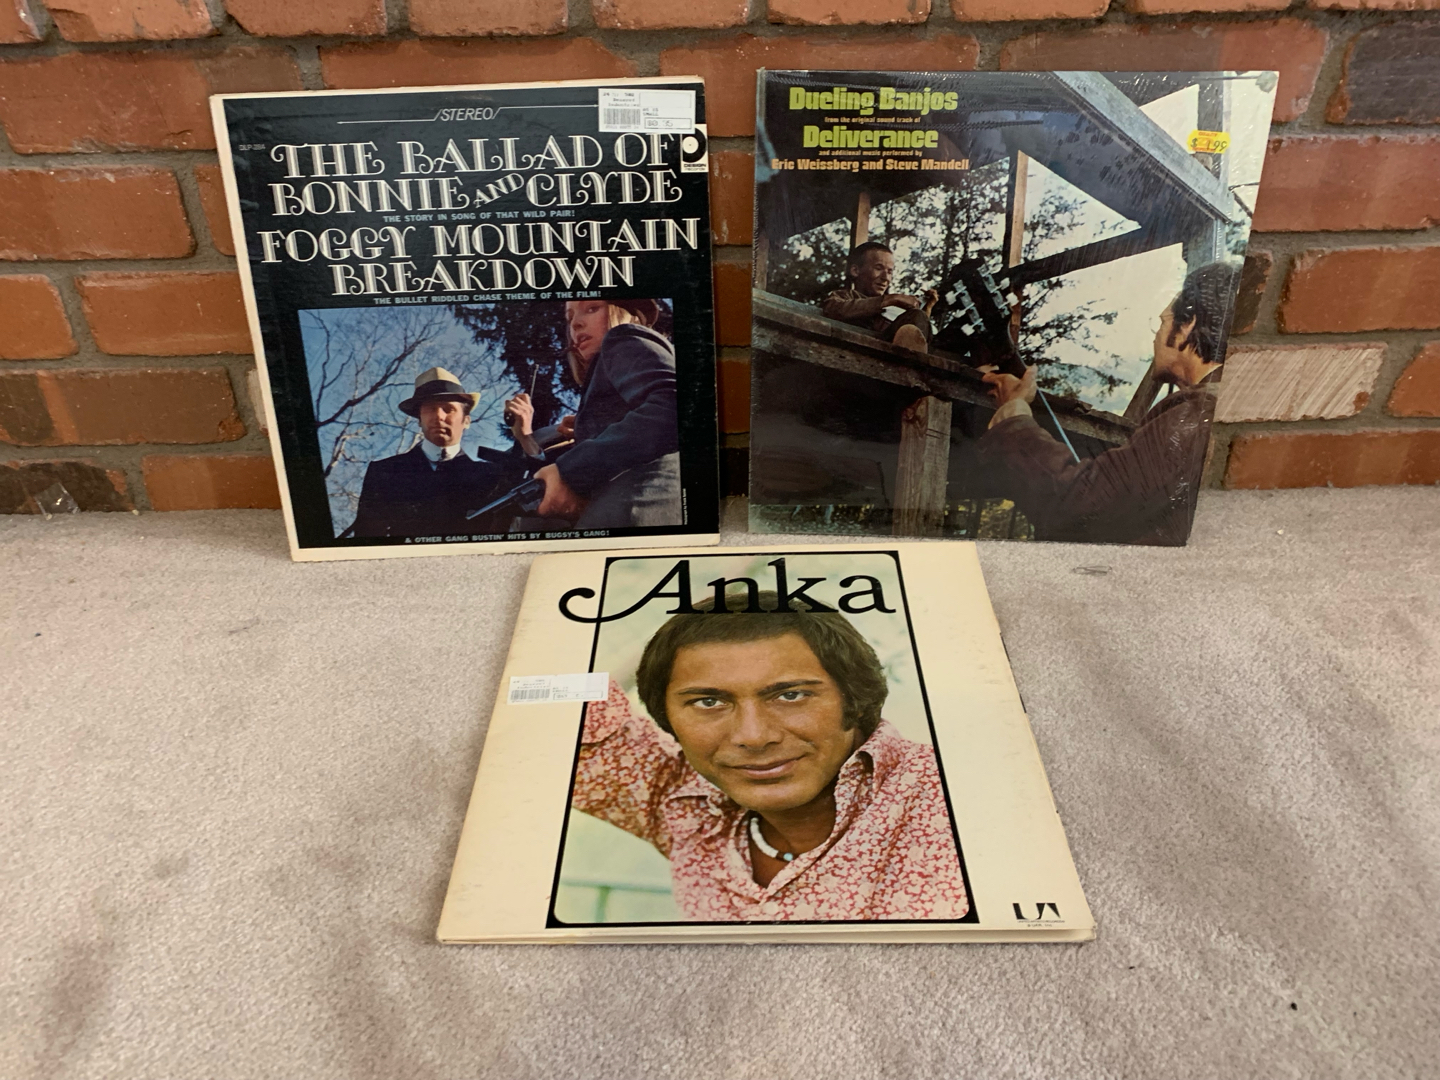 /STEREO/
DLP-284
THE BALLAD OF
BONNIE AND CLYDE
THE STORY IN SONG OF THAT WILD PAIR!
FOGGY MOUNTAIN
BREAKDOWN
THE BULLET RIDDLED CHASE THEME OF THE FILM!
& OTHER GANG BUSTIN' HITS BY BUGSY'S GANG!
Dueling Banjos
from the original sound track of
Deliverance
and additional music performed by
Eric Weissberg and Steve Mandell
Anka
UA